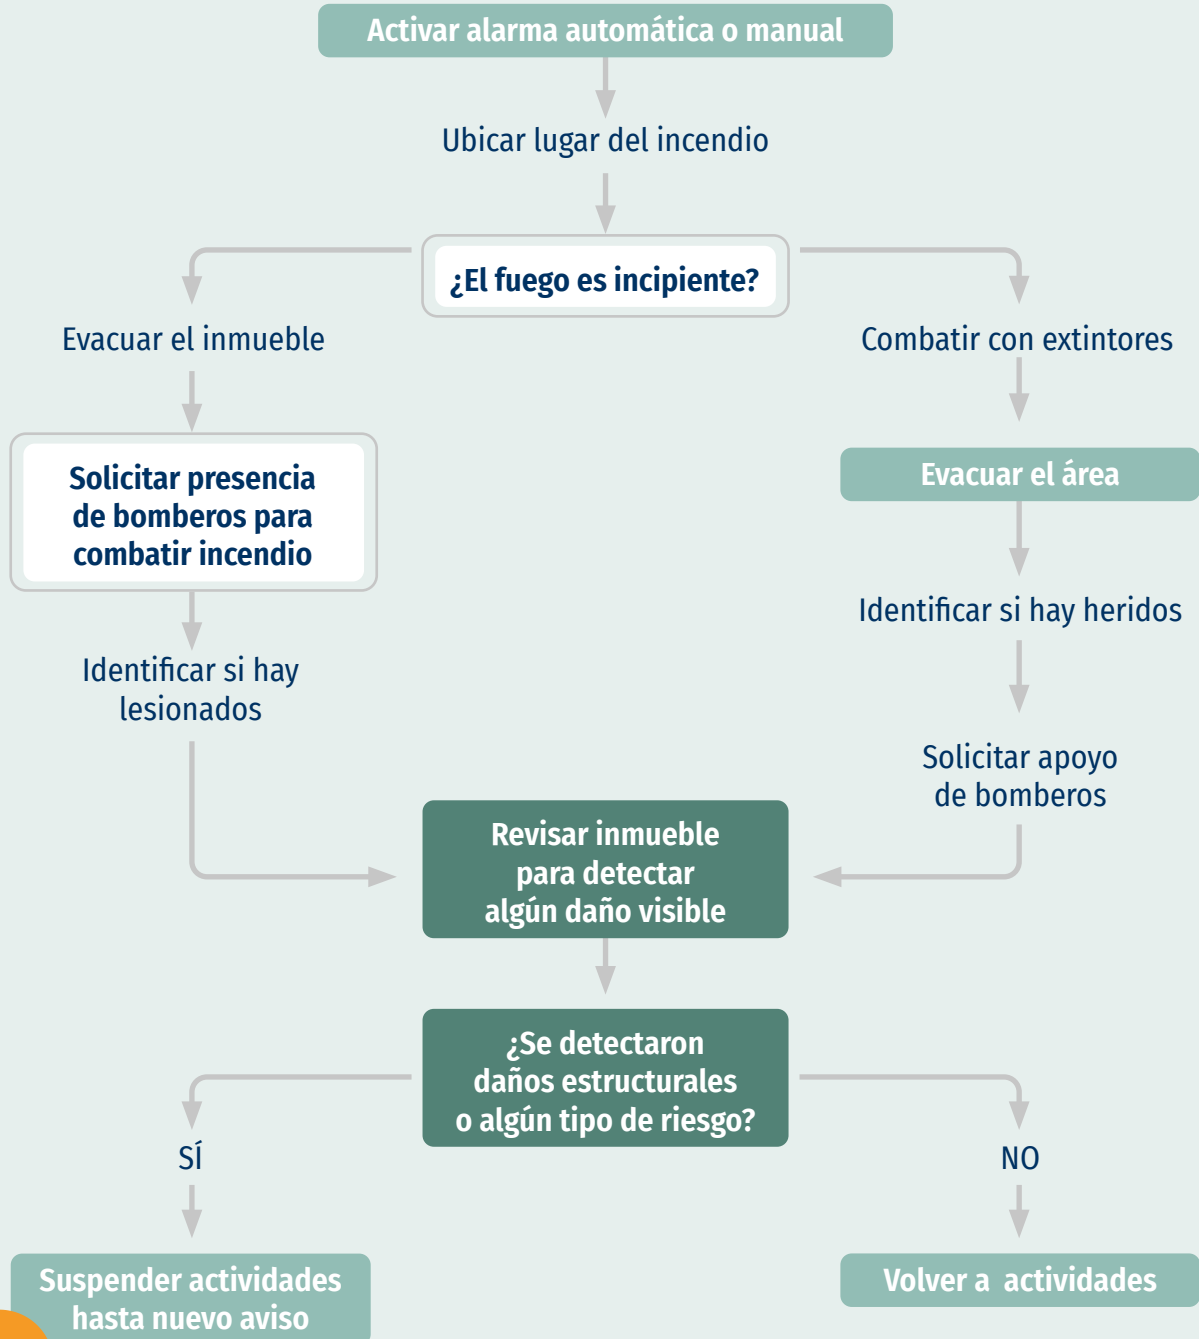 Activar alarma automática o manual
Ubicar lugar del incendio
¿El fuego es incipiente?
Evacuar el inmueble
Combatir con extintores
Solicitar presencia
de bomberos para
combatir incendio
Evacuar el área
Identificar si hay heridos
Identificar si hay
lesionados
Solicitar apoyo
de bomberos
Revisar inmueble
para detectar
algún daño visible
¿Se detectaron
daños estructurales
o algún tipo de riesgo?
SÍ
NO
Suspender actividades
hasta nuevo aviso
Volver a actividades